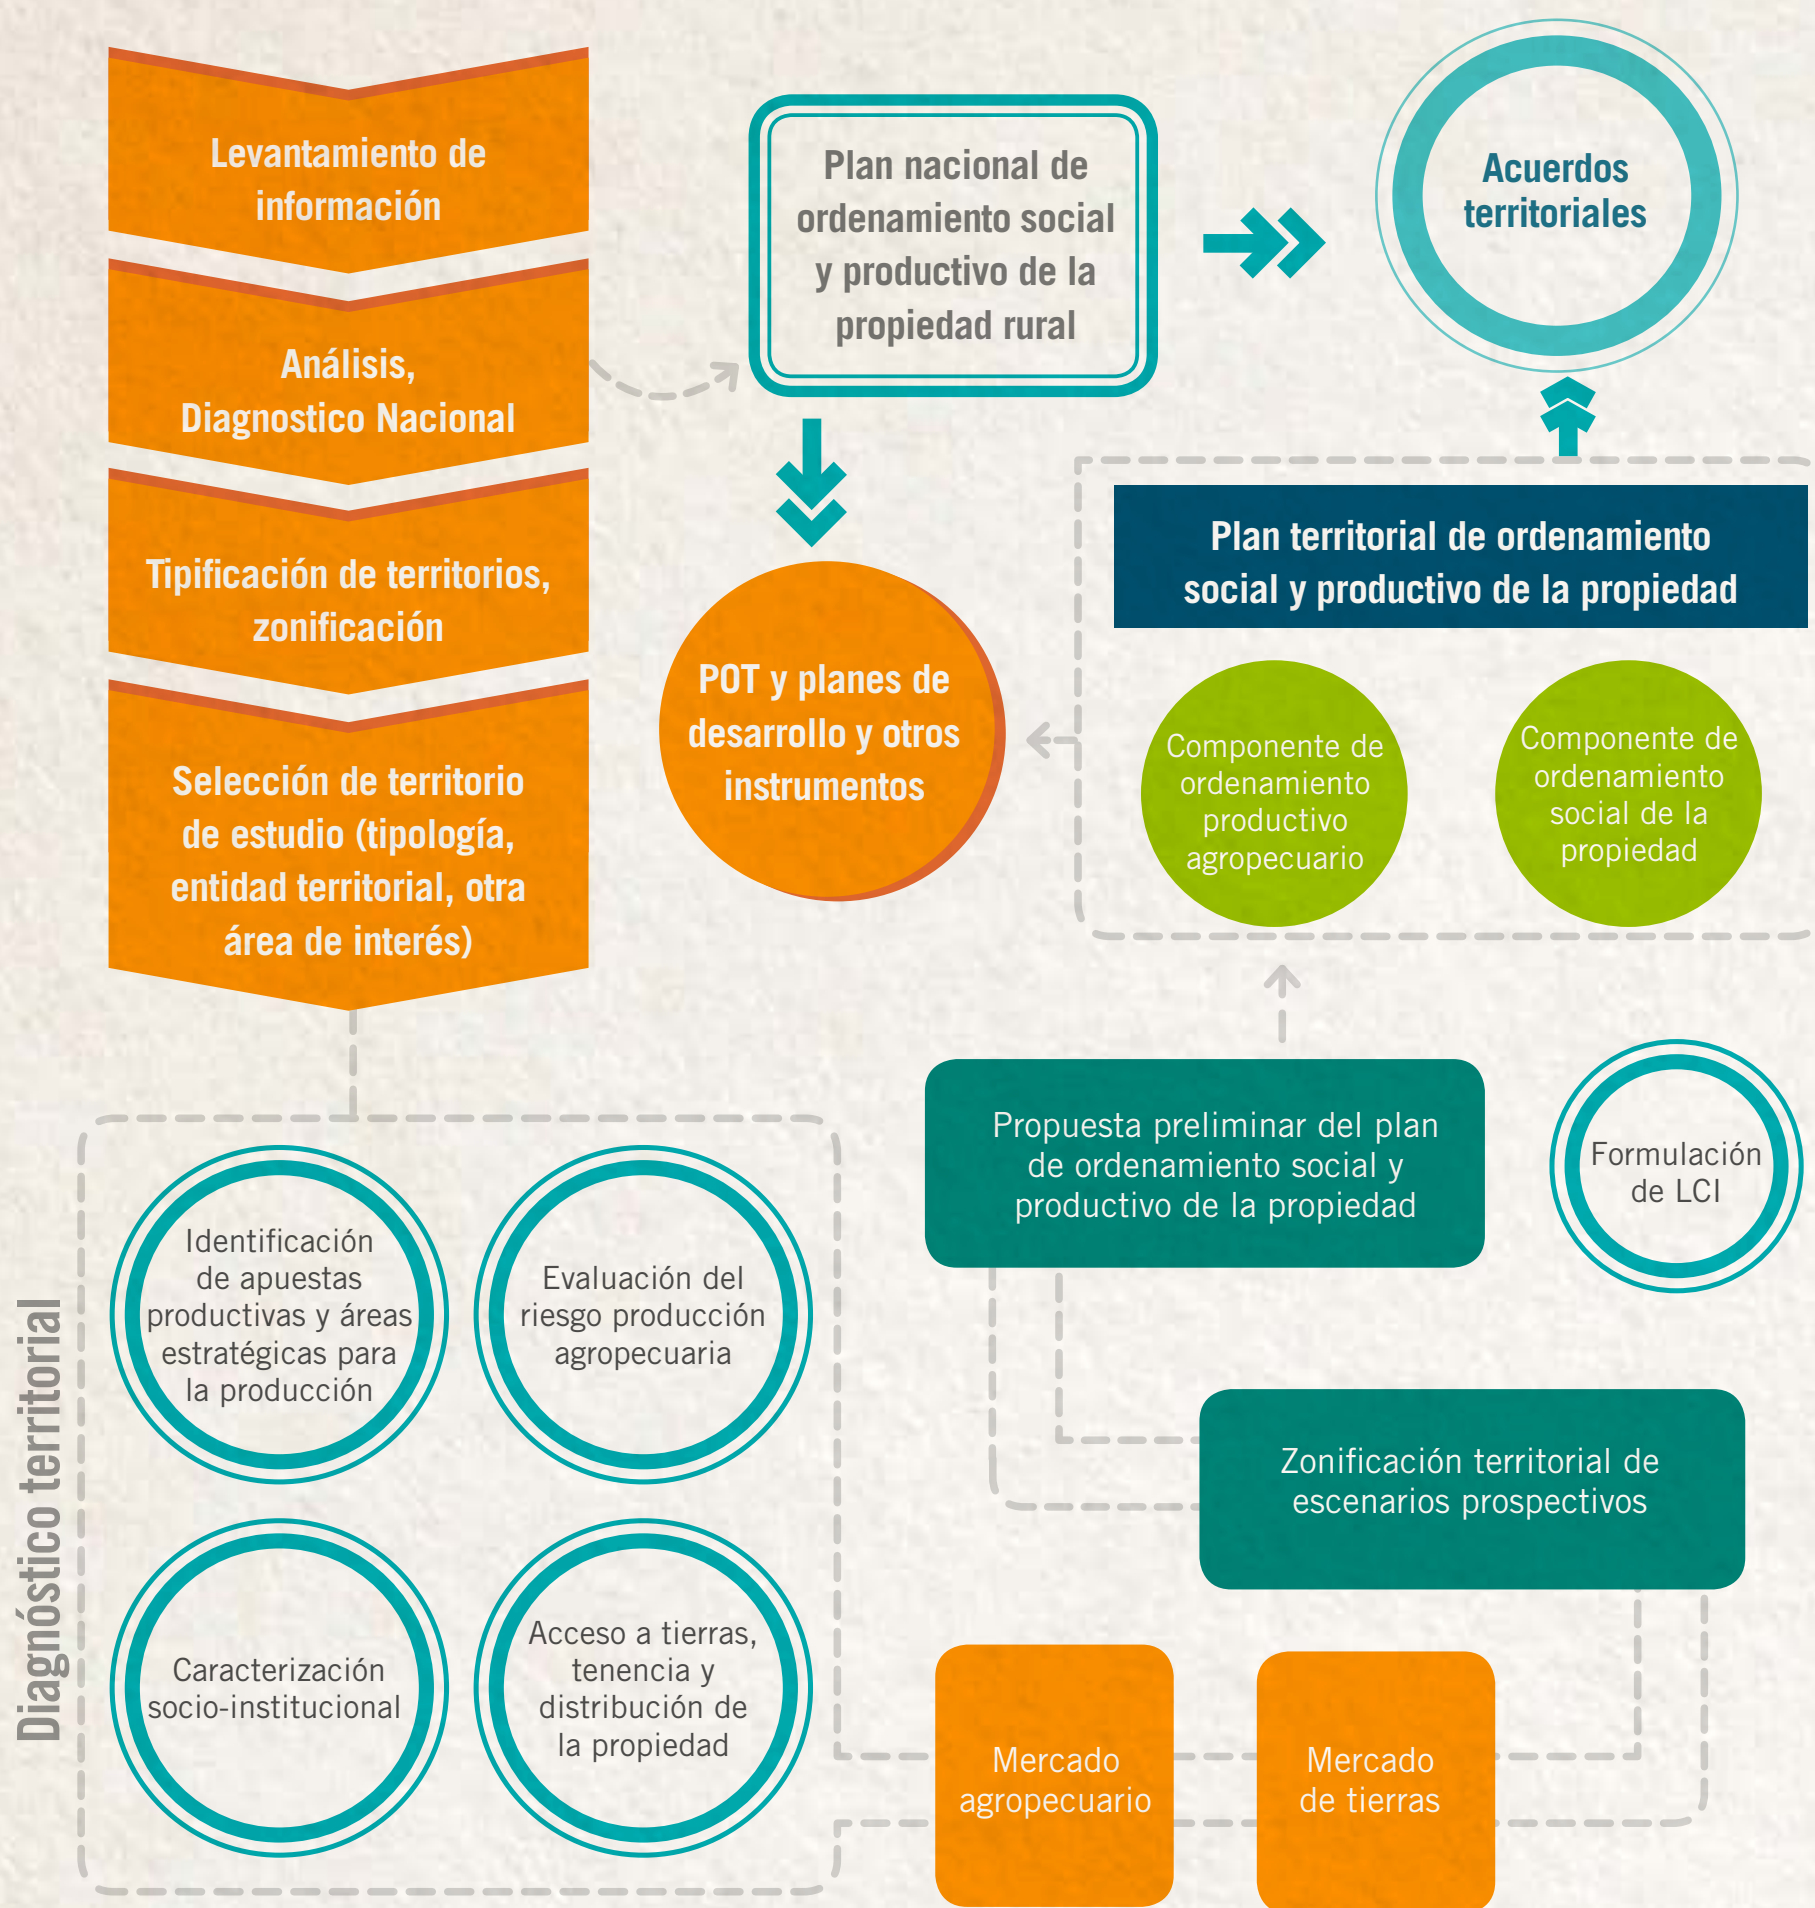 Levantamiento de
información
Análisis,
Diagnostico Nacional
Tipificación de territorios,
zonificación
Selección de territorio
de estudio (tipología,
entidad territorial, otra
área de interés)
Plan nacional de
ordenamiento social
y productivo de la
propiedad rural
Acuerdos
territoriales
POT y planes de
desarrollo y otros
instrumentos
Plan territorial de ordenamiento
social y productivo de la propiedad
Componente de
ordenamiento
productivo
agropecuario
Componente de
ordenamiento
social de la
propiedad
Propuesta preliminar del plan
de ordenamiento social y
productivo de la propiedad
Formulación
de LCI
Zonificación territorial de
escenarios prospectivos
Diagnóstico territorial
Identificación
de apuestas
productivas y áreas
estratégicas para
la producción
Evaluación del
riesgo producción
agropecuaria
Caracterización
socio-institucional
Acceso a tierras,
tenencia y
distribución de
la propiedad
Mercado
agropecuario
Mercado
de tierras